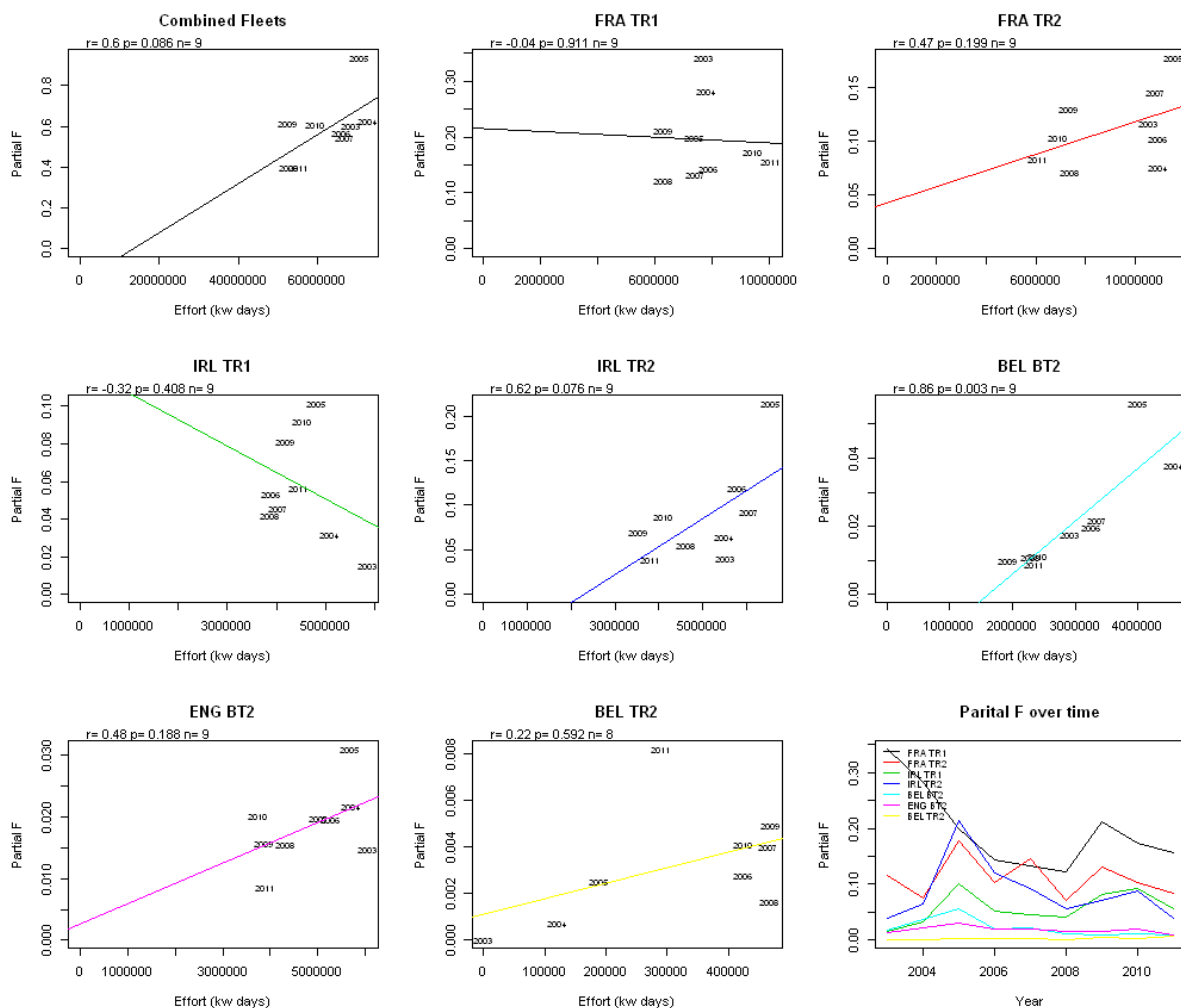 Combined Fleets
r= 0.6 p= 0.086 n= 9
Partial F
0.0 0.2 0.4 0.6 0.8
2005
2009
2010
2003
2004
2006
2007
2011
0 20000000 40000000 60000000
Effort (kw days)
FRA TR1
r= -0.04 p= 0.911 n= 9
Partial F
0.00 0.10 0.20 0.30
2003
2004
2009
2005
2010
2011
2006
2007
2008
0 2000000 6000000 10000000
Effort (kw days)
FRA TR2
r= 0.47 p= 0.199 n= 9
Partial F
0.00 0.05 0.10 0.15
2005
2007
2009
2003
2010
2006
2011
2008
2004
0 2000000 6000000 10000000
Effort (kw days)
IRL TR1
r= -0.32 p= 0.408 n= 9
Partial F
0.00 0.02 0.04 0.06 0.08 0.10
2005
2010
2009
2011
2006
2007
2008
2004
2003
0 1000000 3000000 5000000
Effort (kw days)
IRL TR2
r= 0.62 p= 0.076 n= 9
Partial F
0.00 0.05 0.10 0.15 0.20
2005
2006
2007
2010
2009
2004
2008
2003
2011
0 1000000 3000000 5000000
Effort (kw days)
BEL BT2
r= 0.86 p= 0.003 n= 9
Partial F
0.00 0.02 0.04
2005
2004
2007
2006
2003
2009
2010
2011
0 1000000 2000000 3000000 4000000
Effort (kw days)
ENG BT2
r= 0.48 p= 0.188 n= 9
Partial F
0.000 0.010 0.020 0.030
2005
2004
2010
2006
2009
2008
2003
2011
0 1000000 3000000 5000000
Effort (kw days)
BEL TR2
r= 0.22 p= 0.592 n= 8
Partial F
0.000 0.002 0.004 0.006 0.008
2011
2009
2010
2007
2006
2005
2008
2004
2003
0 100000 200000 300000 400000
Effort (kw days)
Parital F over time
Partial F
0.00 0.10 0.20 0.30
FRA TR1
FRA TR2
IRL TR1
IRL TR2
BEL BT2
ENG BT2
BEL TR2
2004 2006 2008 2010
Year